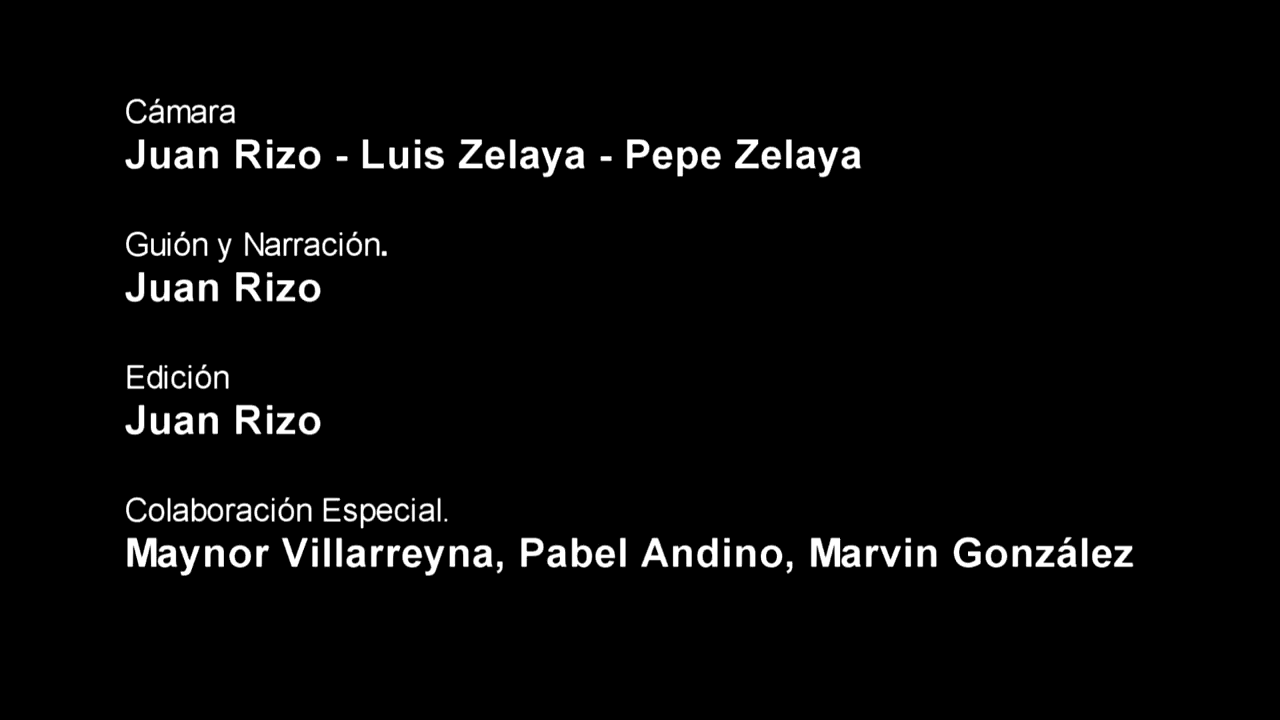 Cámara
Juan Rizo - Luis Zelaya - Pepe Zelaya
Guión y Narración.
Juan Rizo
Edición
Juan Rizo
Colaboración Especial.
Maynor Villarreyna, Pabel Andino, Marvin González